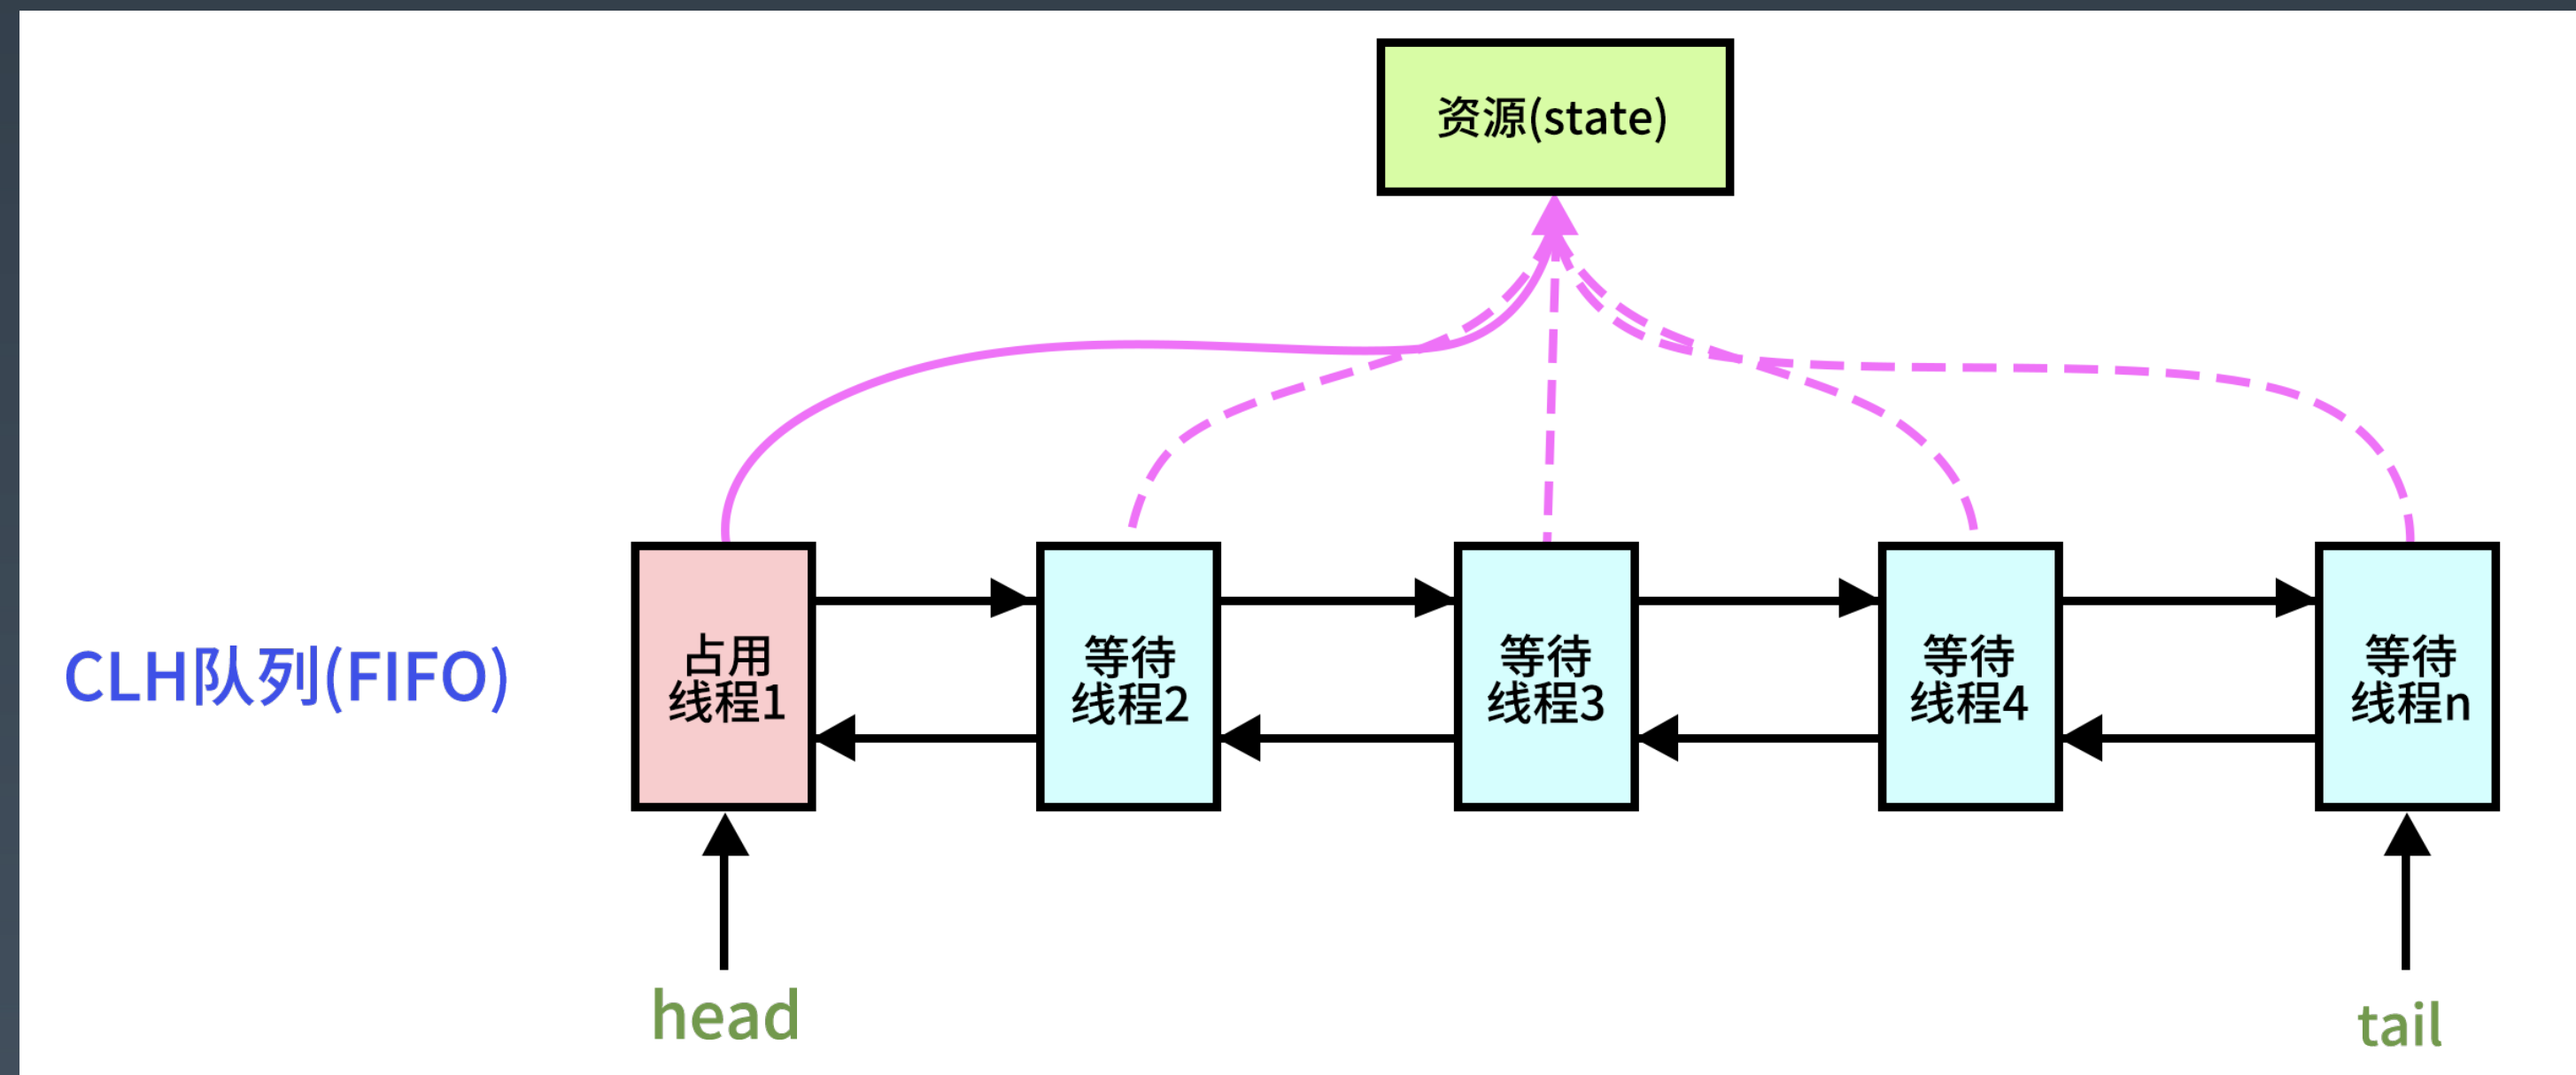 资源(state)
CLH队列(FIFO)
占用
线程1
等待
线程2
等待
线程3
等待
线程4
等待
线程n
head
tail